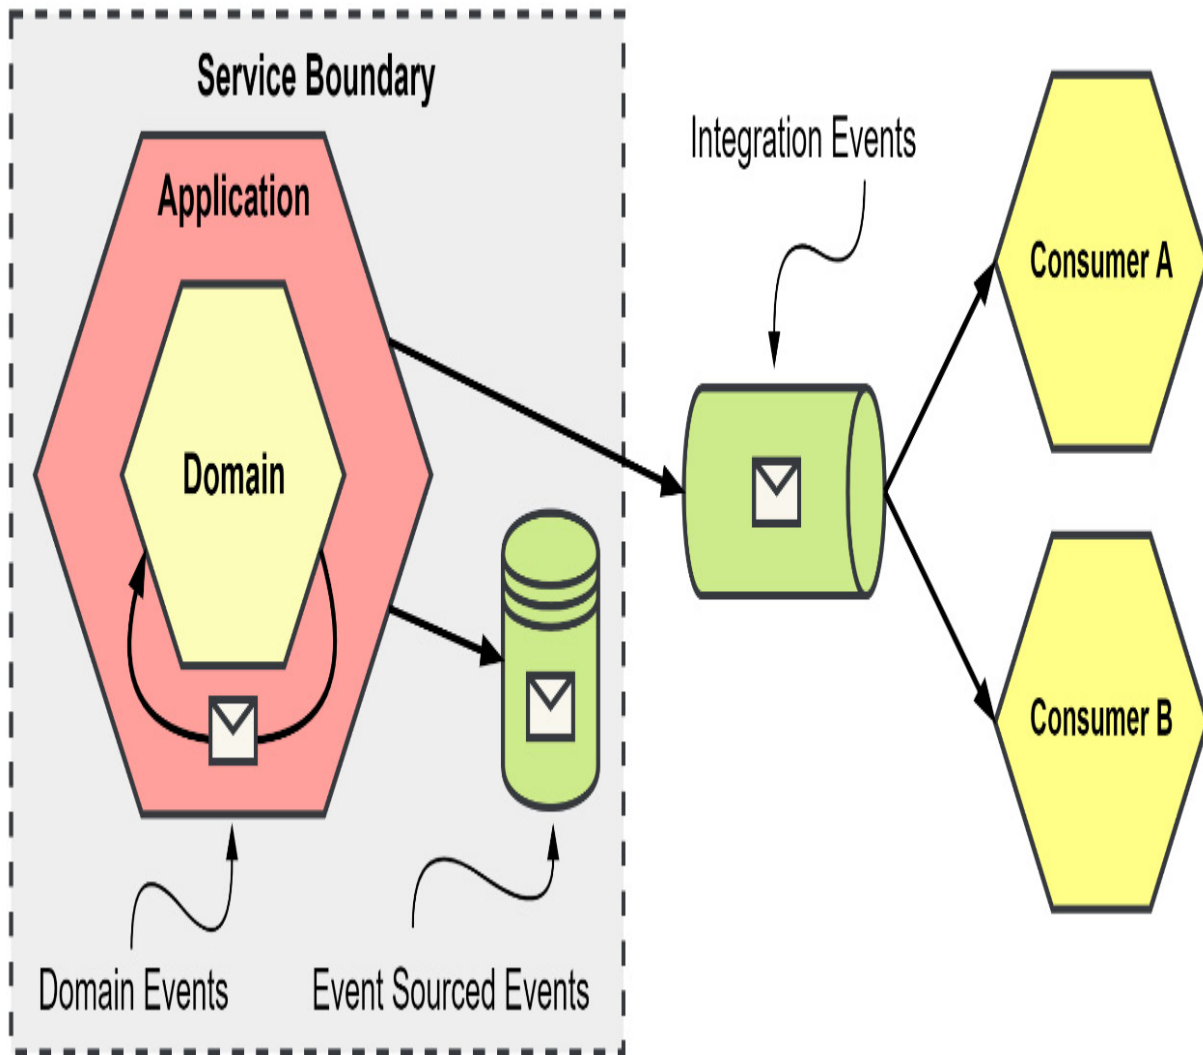 Service Boundary
Integration Events
Application
Consumer A
Domain
Consumer B
Domain Events
Event Sourced Events